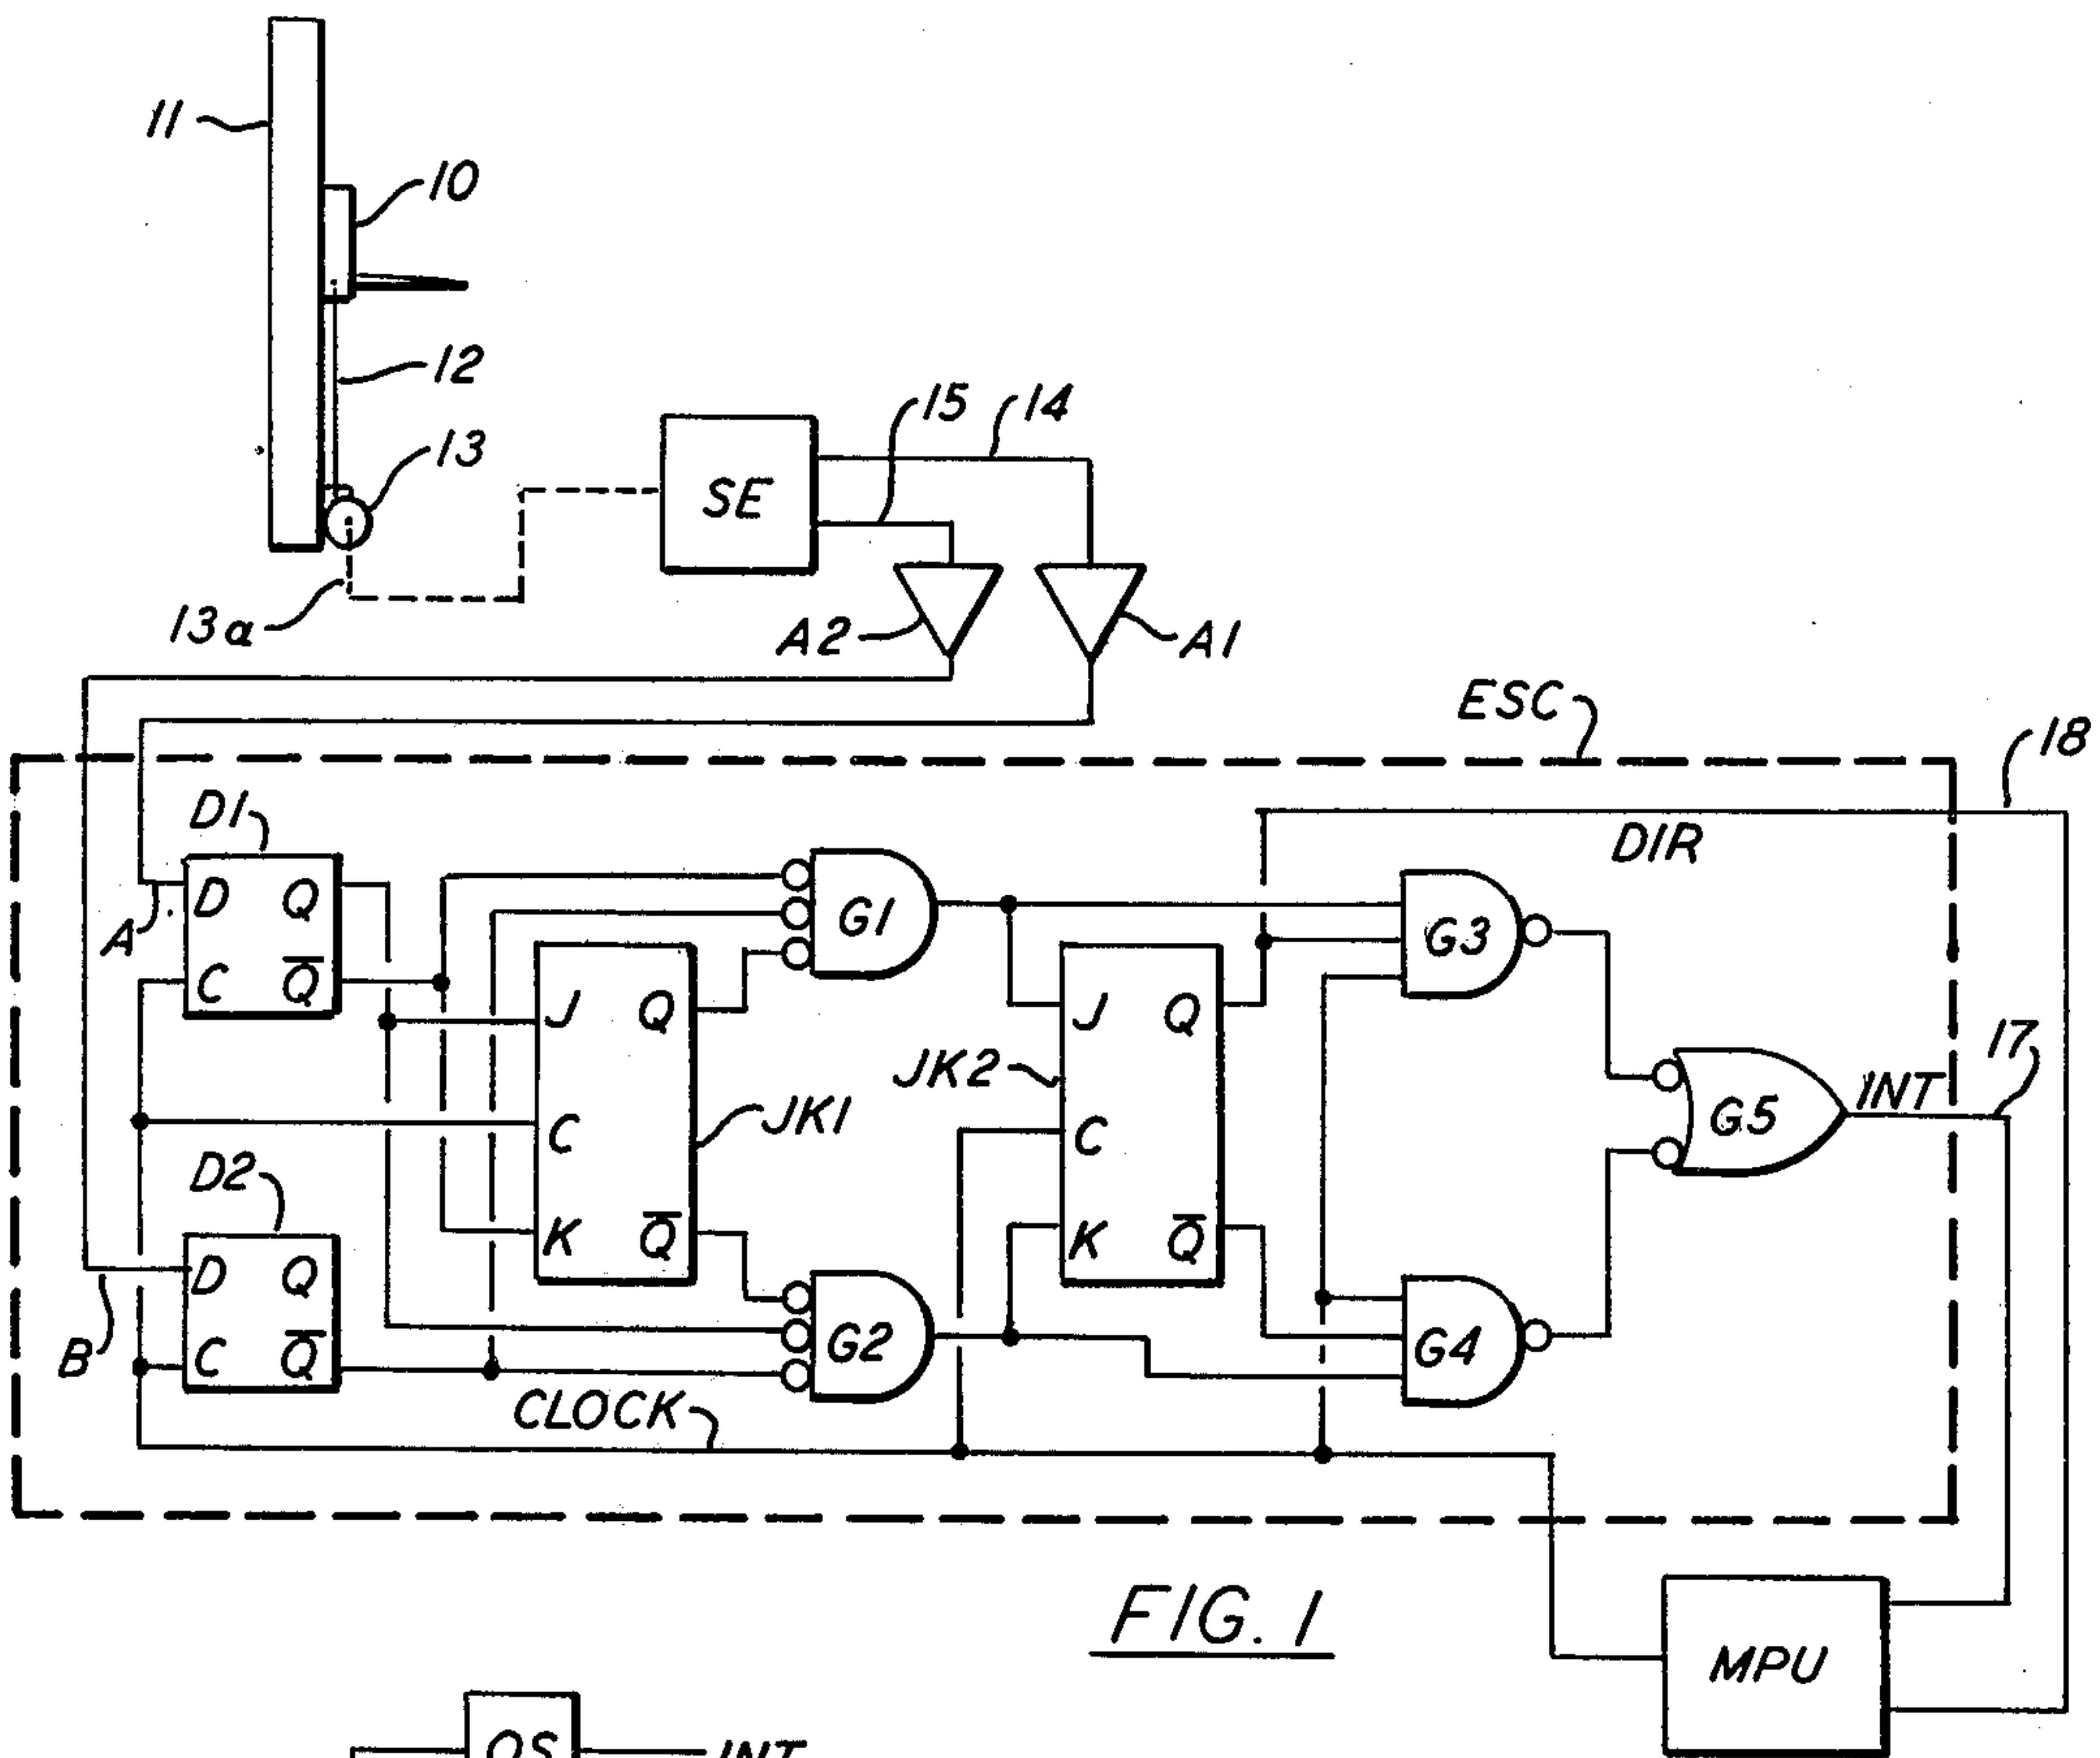 11
10
12
13
13a
SE
15
14
A2
A1
ESC
18
DIR
D1
D Q
C Q̅
A
G1
J Q
C
K Q̅
JK1
JK2
J Q
C
K Q̅
G3
17
INT
G5
D2
D Q
C Q̅
B
G2
G4
CLOCK
FIG. 1
MPU
OS
INT